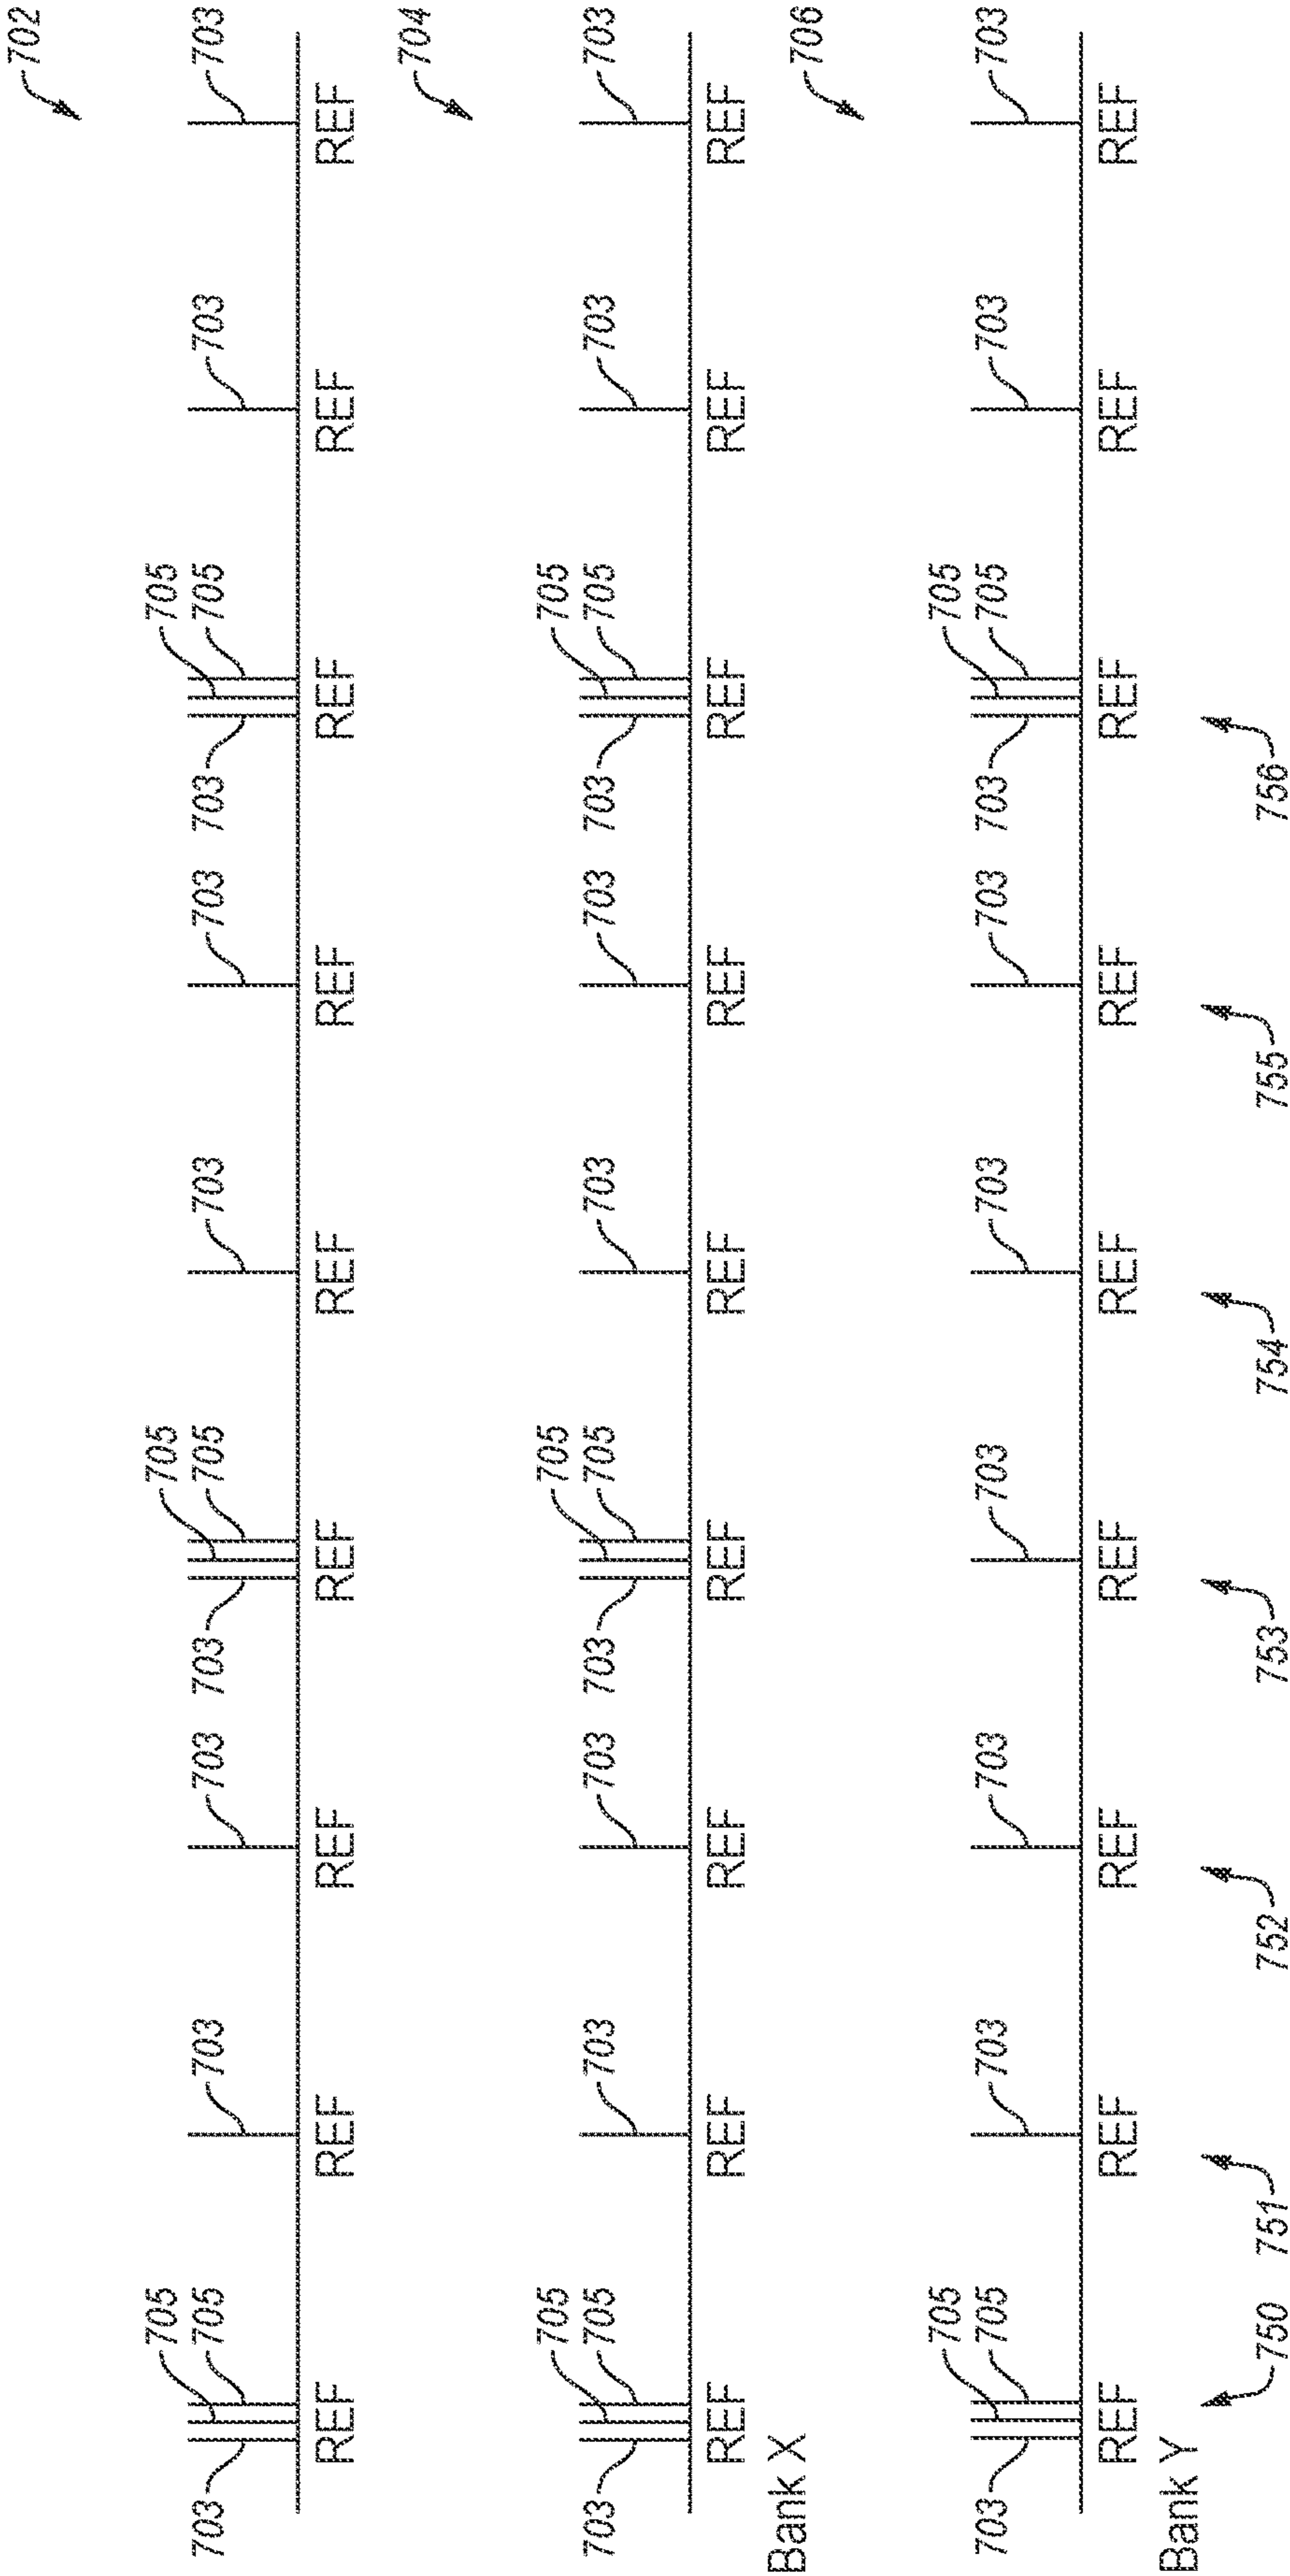 702
705 705 705
703 705 703 703 703 705 703 703 703 705 703 703
REF REF REF REF REF REF REF REF REF
704
705 705 705
703 705 703 703 703 705 703 703 703 705 703 703
REF REF REF REF REF REF REF REF REF
Bank X
706
705 705
703 705 703 703 703 703 703 703 705 703 703
REF REF REF REF REF REF REF REF REF
Bank Y
750 751 752 753 754 755 756